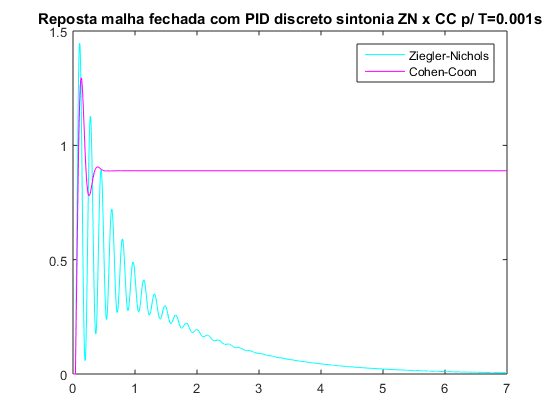 Reposta malha fechada com PID discreto sintonia ZN x CC p/ T=0.001s
1.5
Ziegler-Nichols
Cohen-Coon
1
0.5
0
0 1 2 3 4 5 6 7